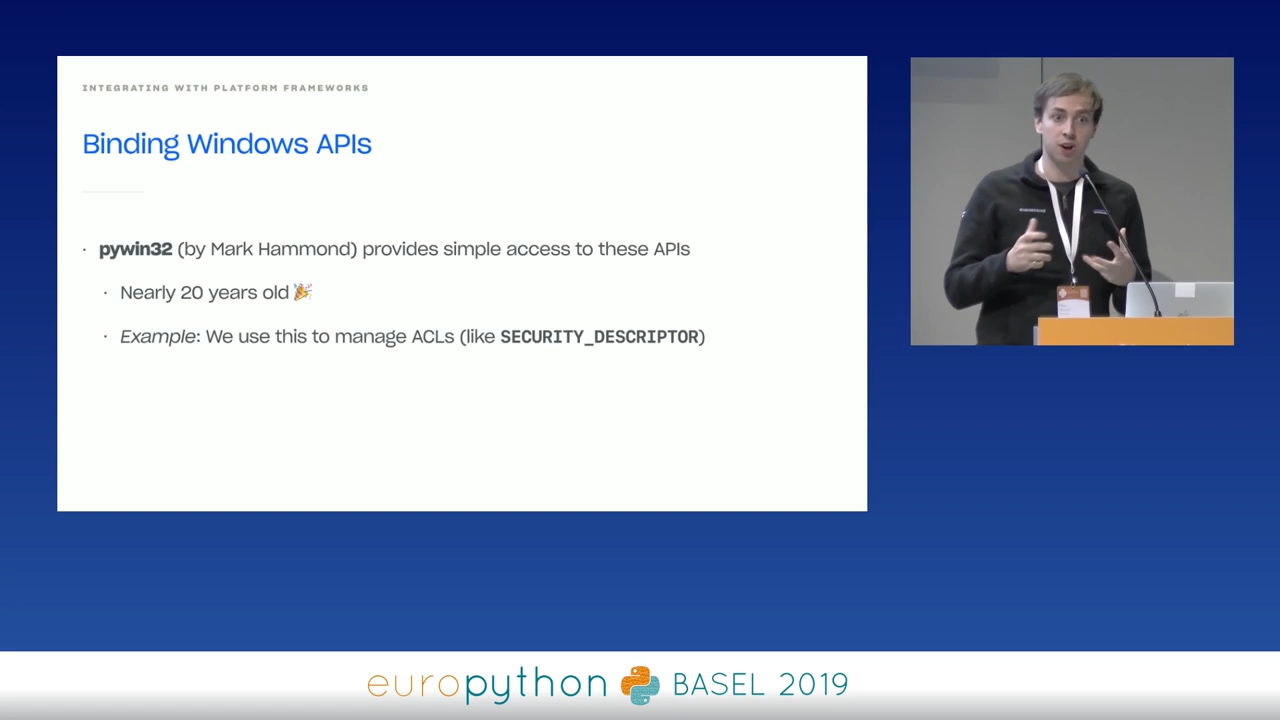 INTEGRATING WITH PLATFORM FRAMEWORKS
Binding Windows APIs
· pywin32 (by Mark Hammond) provides simple access to these APIs
· Nearly 20 years old 🎉
· Example: We use this to manage ACLs (like SECURITY_DESCRIPTOR)
europython BASEL 2019